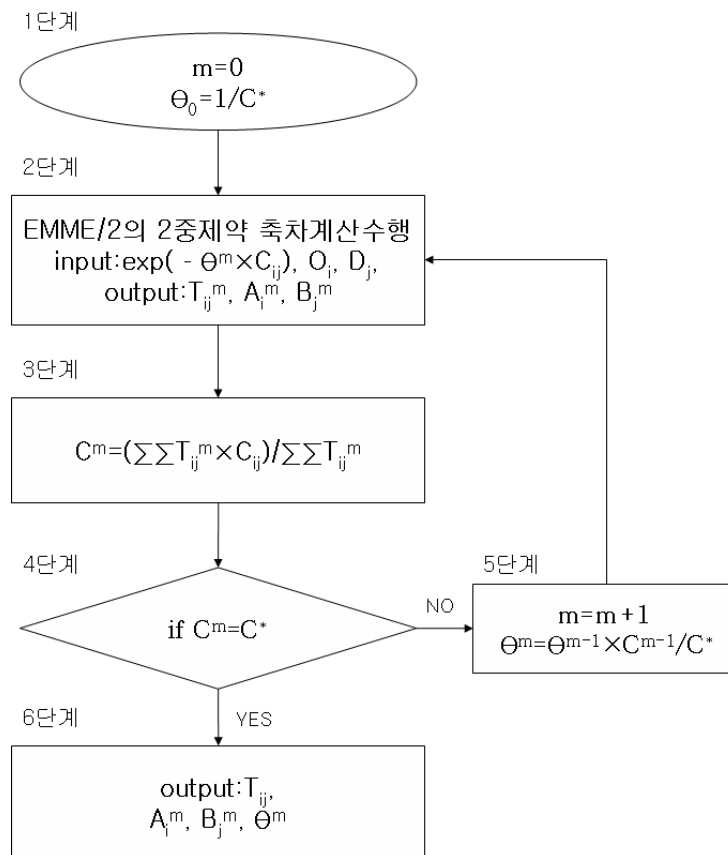 1단계
m=0
Θ₀=1/C*
2단계
EMME/2의 2중제약 축차계산수행
input:exp( - Θᵐ×Cᵢⱼ), Oᵢ, Dⱼ,
output:Tᵢⱼᵐ, Aᵢᵐ, Bⱼᵐ
3단계
Cᵐ=(∑∑Tᵢⱼᵐ×Cᵢⱼ)/∑∑Tᵢⱼᵐ
4단계
if Cᵐ=C*
NO
5단계
m=m+1
Θᵐ=Θᵐ⁻¹×Cᵐ⁻¹/C*
6단계
YES
output:Tᵢⱼ,
Aᵢᵐ, Bⱼᵐ, Θᵐ